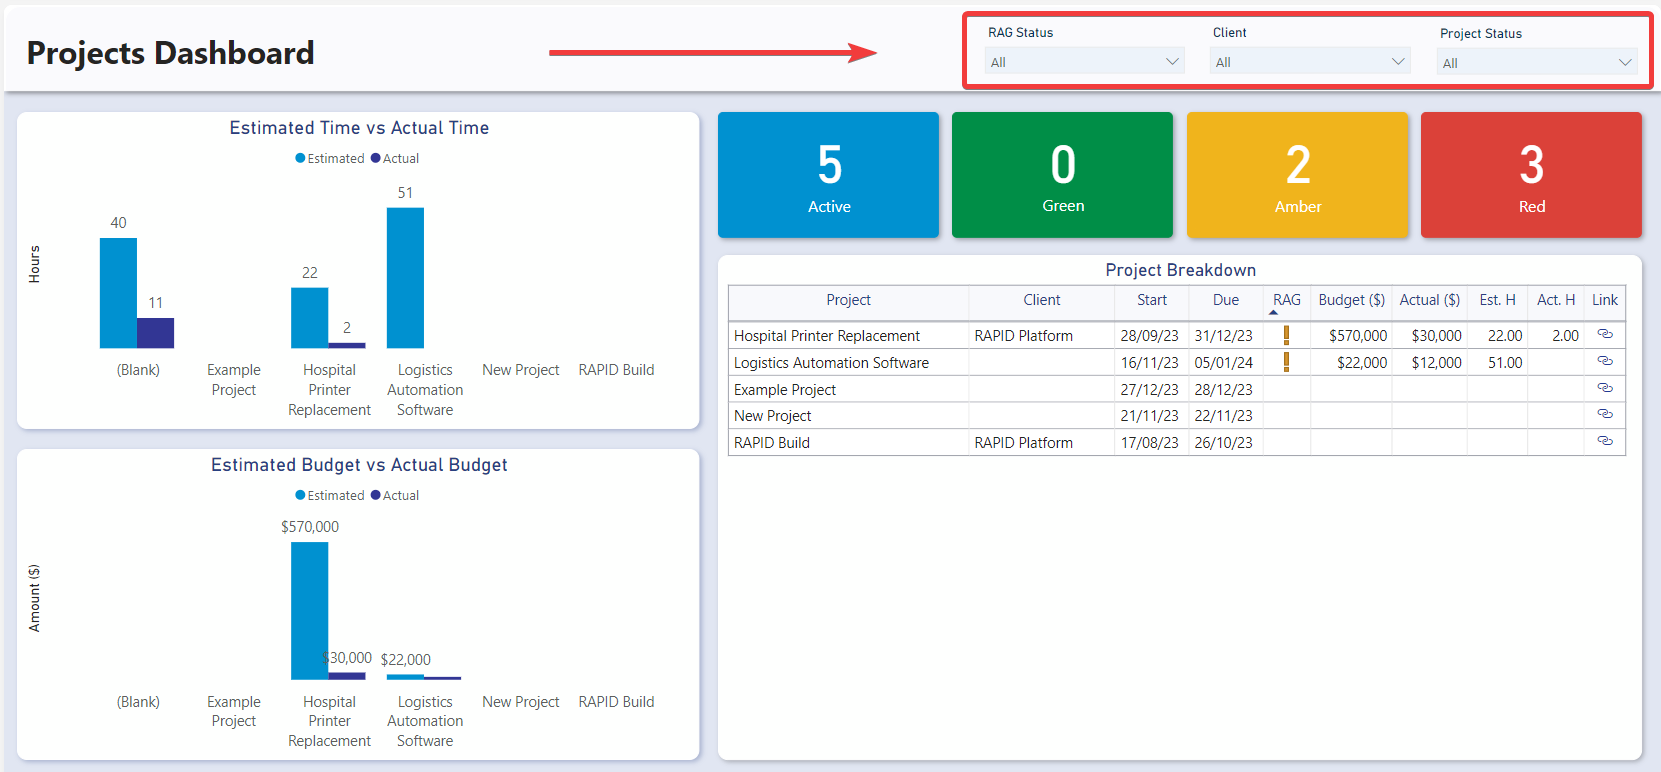 Projects Dashboard
RAG Status
All
Client
All
Project Status
All
Estimated Time vs Actual Time
Estimated Actual
Hours
40
11
22
2
51
(Blank)
Example
Project
Hospital
Printer
Replacement
Logistics
Automation
Software
New Project
RAPID Build
5
Active
0
Green
2
Amber
3
Red
Estimated Budget vs Actual Budget
Estimated Actual
Amount ($)
$570,000
$30,000
$22,000
(Blank)
Example
Project
Hospital
Printer
Replacement
Logistics
Automation
Software
New Project
RAPID Build
Project Breakdown
Project Client Start Due RAG Budget ($) Actual ($) Est. H Act. H Link
Hospital Printer Replacement RAPID Platform 28/09/23 31/12/23 $570,000 $30,000 22.00 2.00
Logistics Automation Software 16/11/23 05/01/24 $22,000 $12,000 51.00
Example Project 27/12/23 28/12/23
New Project 21/11/23 22/11/23
RAPID Build RAPID Platform 17/08/23 26/10/23